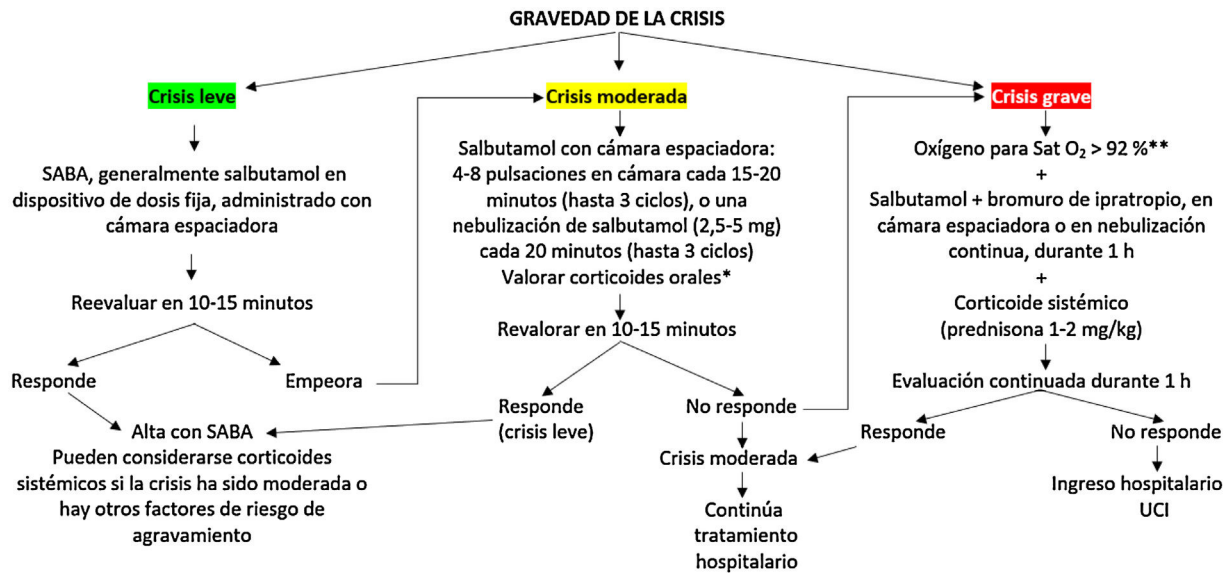 GRAVEDAD DE LA CRISIS
Crisis leve
SABA, generalmente salbutamol en
dispositivo de dosis fija, administrado con
cámara espaciadora
Reevaluar en 10-15 minutos
Responde
Empeora
Alta con SABA
Pueden considerarse corticoides
sistémicos si la crisis ha sido moderada o
hay otros factores de riesgo de
agravamiento
Crisis moderada
Salbutamol con cámara espaciadora:
4-8 pulsaciones en cámara cada 15-20
minutos (hasta 3 ciclos), o una
nebulización de salbutamol (2,5-5 mg)
cada 20 minutos (hasta 3 ciclos)
Valorar corticoides orales*
Revalorar en 10-15 minutos
Responde
(crisis leve)
No responde
Crisis moderada
Continúa
tratamiento
hospitalario
Crisis grave
Oxígeno para Sat O₂ > 92 %**
+
Salbutamol + bromuro de ipratropio, en
cámara espaciadora o en nebulización
continua, durante 1 h
+
Corticoide sistémico
(prednisona 1-2 mg/kg)
Evaluación continuada durante 1 h
Responde
No responde
Ingreso hospitalario
UCI